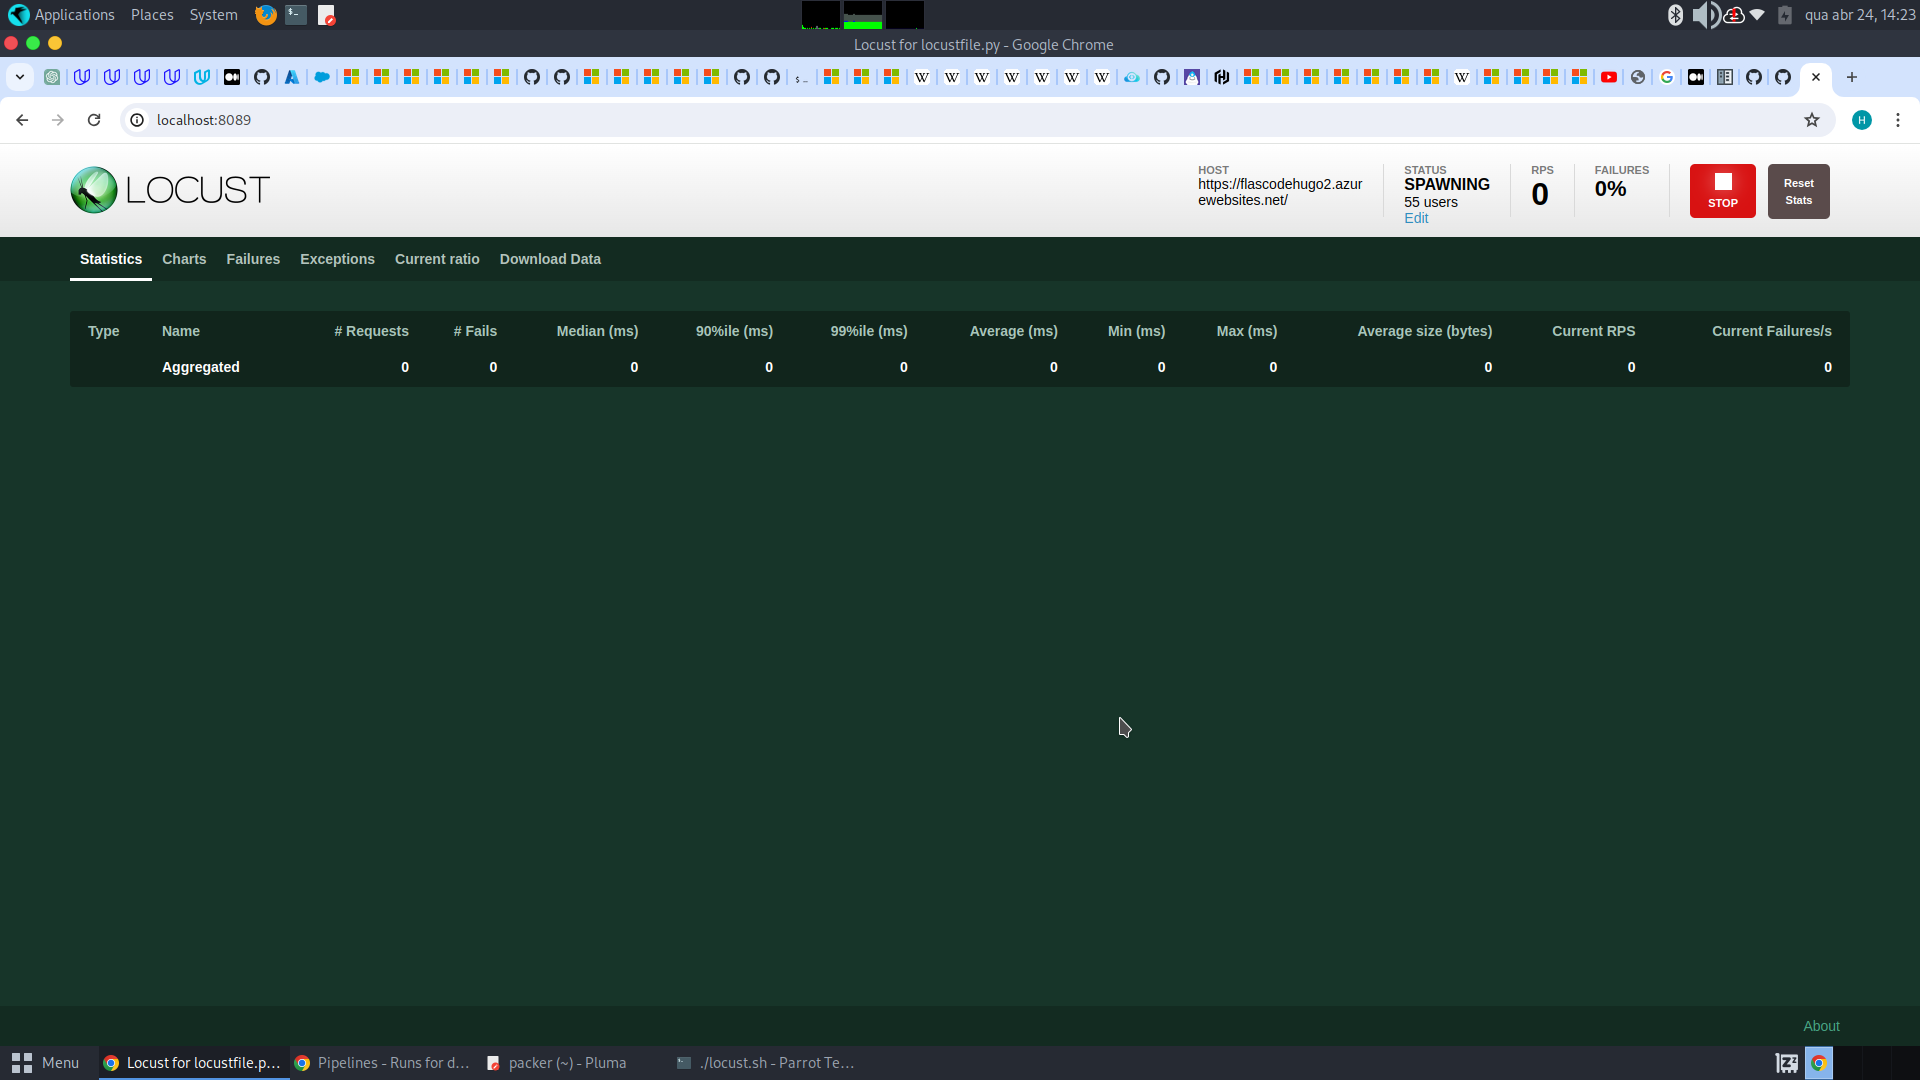 Applications Places System qua abr 24, 14:23
Locust for locustfile.py - Google Chrome
localhost:8089
H
LOCUST
HOST
https://flascodehugo2.azur
ewebsites.net/
STATUS
SPAWNING
55 users
Edit
RPS
0
FAILURES
0%
STOP
Reset
Stats
Statistics Charts Failures Exceptions Current ratio Download Data
Type Name # Requests # Fails Median (ms) 90%ile (ms) 99%ile (ms) Average (ms) Min (ms) Max (ms) Average size (bytes) Current RPS Current Failures/s
Aggregated 0 0 0 0 0 0 0 0 0 0 0
About
Menu Locust for locustfile.p... Pipelines - Runs for d... packer (~) - Pluma ./locust.sh - Parrot Te...